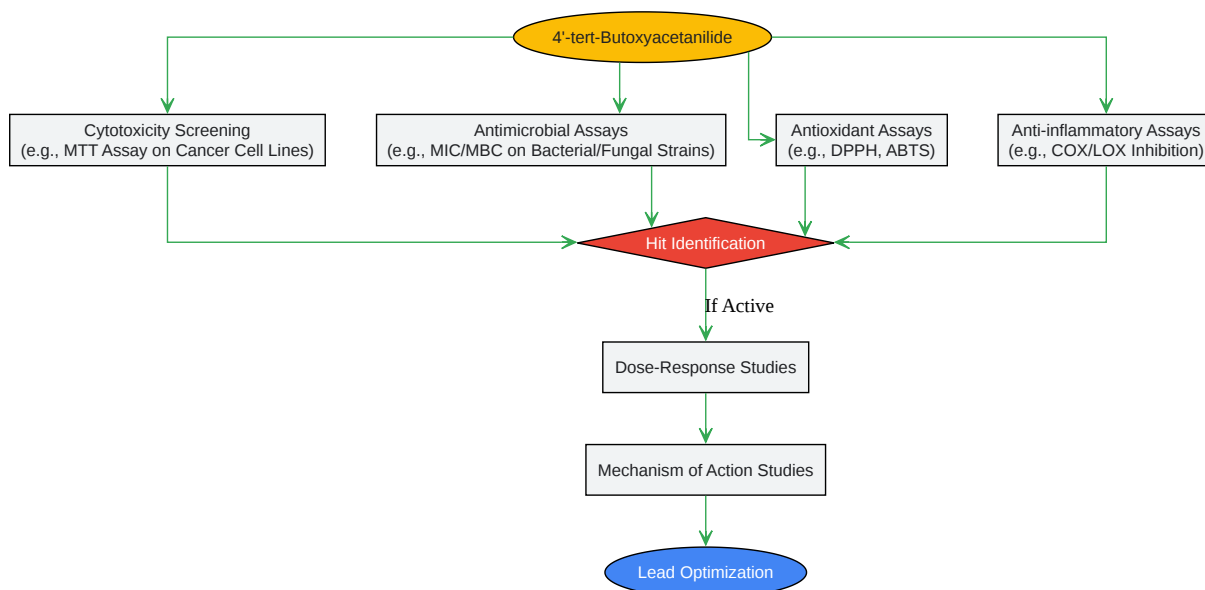 4'-tert-Butoxyacetanilide
Cytotoxicity Screening
(e.g., MTT Assay on Cancer Cell Lines)
Antimicrobial Assays
(e.g., MIC/MBC on Bacterial/Fungal Strains)
Antioxidant Assays
(e.g., DPPH, ABTS)
Anti-inflammatory Assays
(e.g., COX/LOX Inhibition)
Hit Identification
If Active
Dose-Response Studies
Mechanism of Action Studies
Lead Optimization